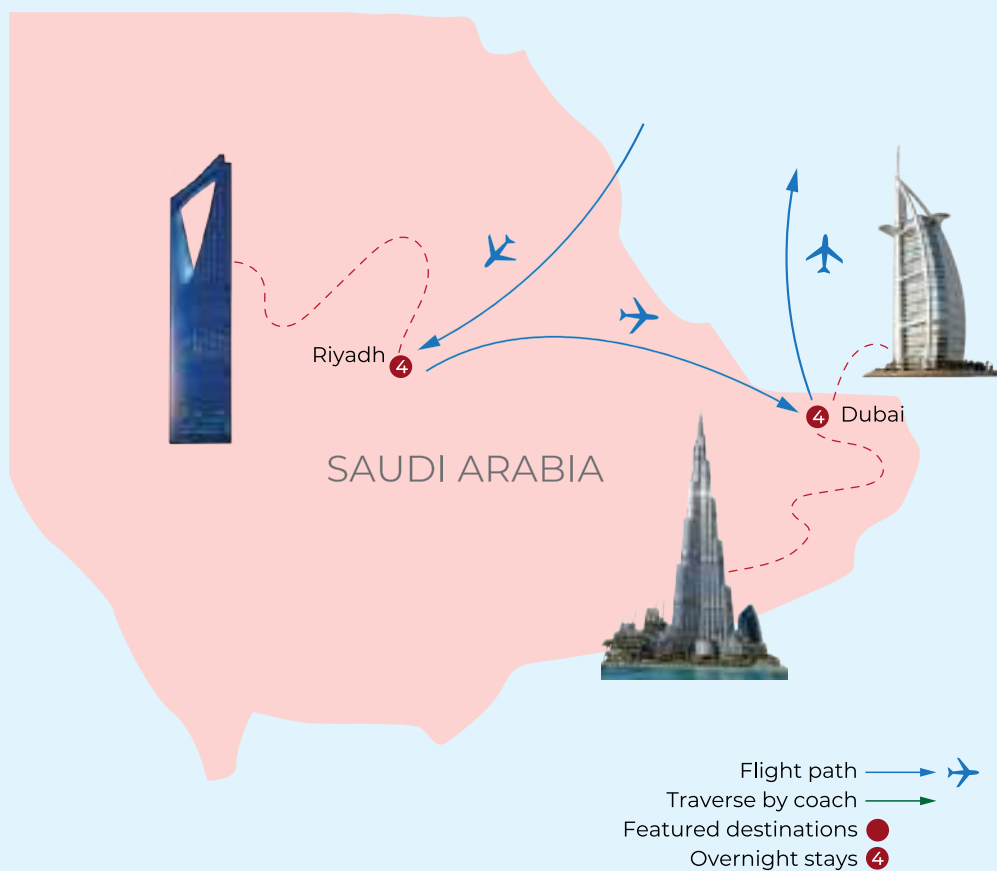 Riyadh 4
4 Dubai
SAUDI ARABIA
Flight path
Traverse by coach
Featured destinations
Overnight stays 4